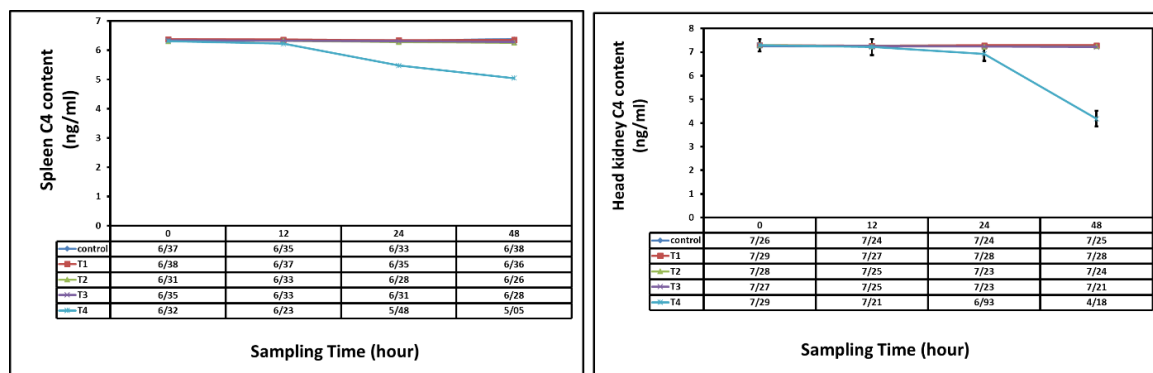 Spleen C4 content
(ng/ml)
7
6
5
4
3
2
1
0
0 12 24 48
control 6/37 6/35 6/33 6/38
T1 6/38 6/37 6/35 6/36
T2 6/31 6/33 6/28 6/26
T3 6/35 6/33 6/31 6/28
T4 6/32 6/23 5/48 5/05
Sampling Time (hour)
Head kidney C4 content
(ng/ml)
8
7
6
5
4
3
2
1
0
0 12 24 48
control 7/26 7/24 7/24 7/25
T1 7/29 7/27 7/28 7/28
T2 7/28 7/25 7/23 7/24
T3 7/27 7/25 7/23 7/21
T4 7/29 7/21 6/93 4/18
Sampling Time (hour)